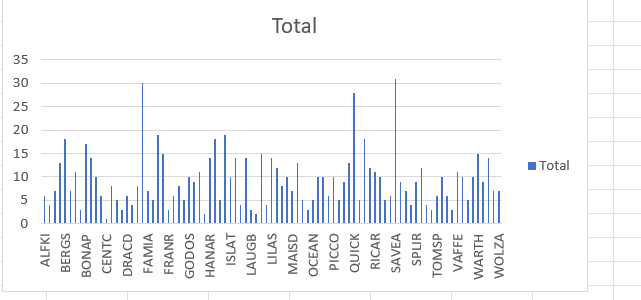 Total
35
30
25
20
15
10
5
0
ALFKI
BERGS
BONAP
CENTC
DRACD
FAMIA
FRANR
GODOS
HANAR
ISLAT
LAUGB
LILAS
MAISD
OCEAN
PICCO
QUICK
RICAR
SAVEA
SPLIR
TOMSP
VAFFE
WARTH
WOLZA
Total